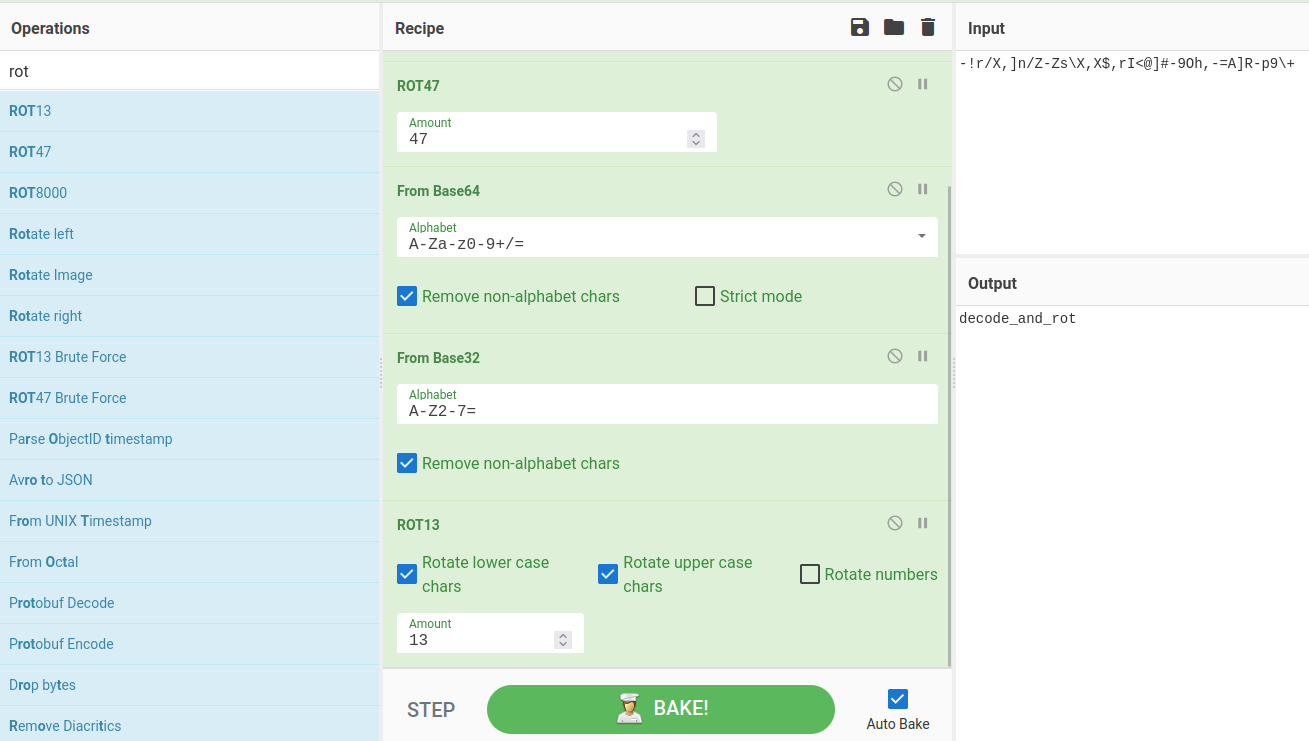 Operations
rot
ROT13
ROT47
ROT8000
Rotate left
Rotate Image
Rotate right
ROT13 Brute Force
ROT47 Brute Force
Parse ObjectID timestamp
Avro to JSON
From UNIX Timestamp
From Octal
Protobuf Decode
Protobuf Encode
Drop bytes
Remove Diacritics
Recipe
ROT47
Amount
47
From Base64
Alphabet
A-Za-z0-9+/=
Remove non-alphabet chars
Strict mode
From Base32
Alphabet
A-Z2-7=
Remove non-alphabet chars
ROT13
Rotate lower case
chars
Rotate upper case
chars
Rotate numbers
Amount
13
STEP
BAKE!
Auto Bake
Input
-!r/X,]n/Z-Zs\X,X$,rI<@]#-9Oh,-=A]R-p9\+
Output
decode_and_rot